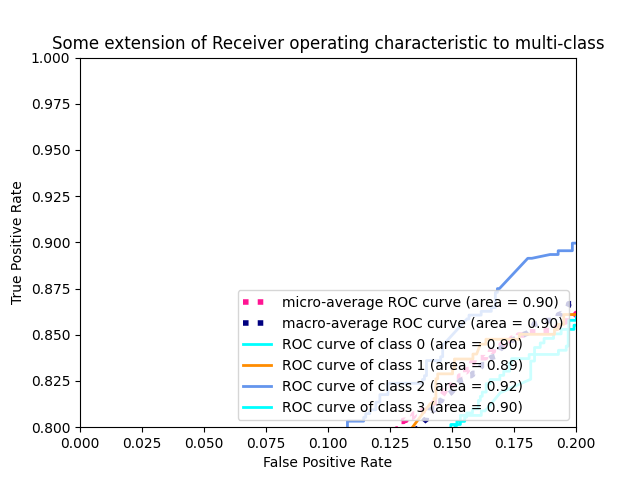 Some extension of Receiver operating characteristic to multi-class
True Positive Rate
1.000
0.975
0.950
0.925
0.900
0.875
0.850
0.825
0.800
micro-average ROC curve (area = 0.90)
macro-average ROC curve (area = 0.90)
ROC curve of class 0 (area = 0.90)
ROC curve of class 1 (area = 0.89)
ROC curve of class 2 (area = 0.92)
ROC curve of class 3 (area = 0.90)
0.000 0.025 0.050 0.075 0.100 0.125 0.150 0.175 0.200
False Positive Rate